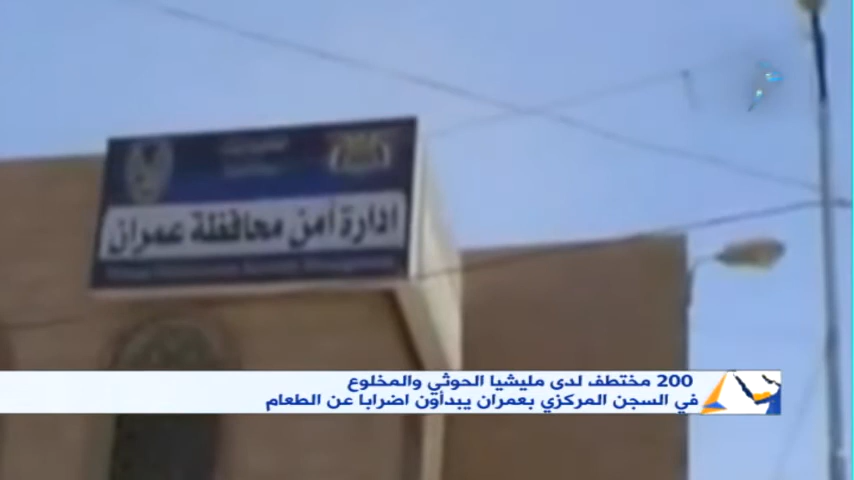 ادارة أمن محافظة عمران
200 مختطف لدى مليشيا الحوثي والمخلوع
في السجن المركزي بعمران يبدأون اضرابا عن الطعام